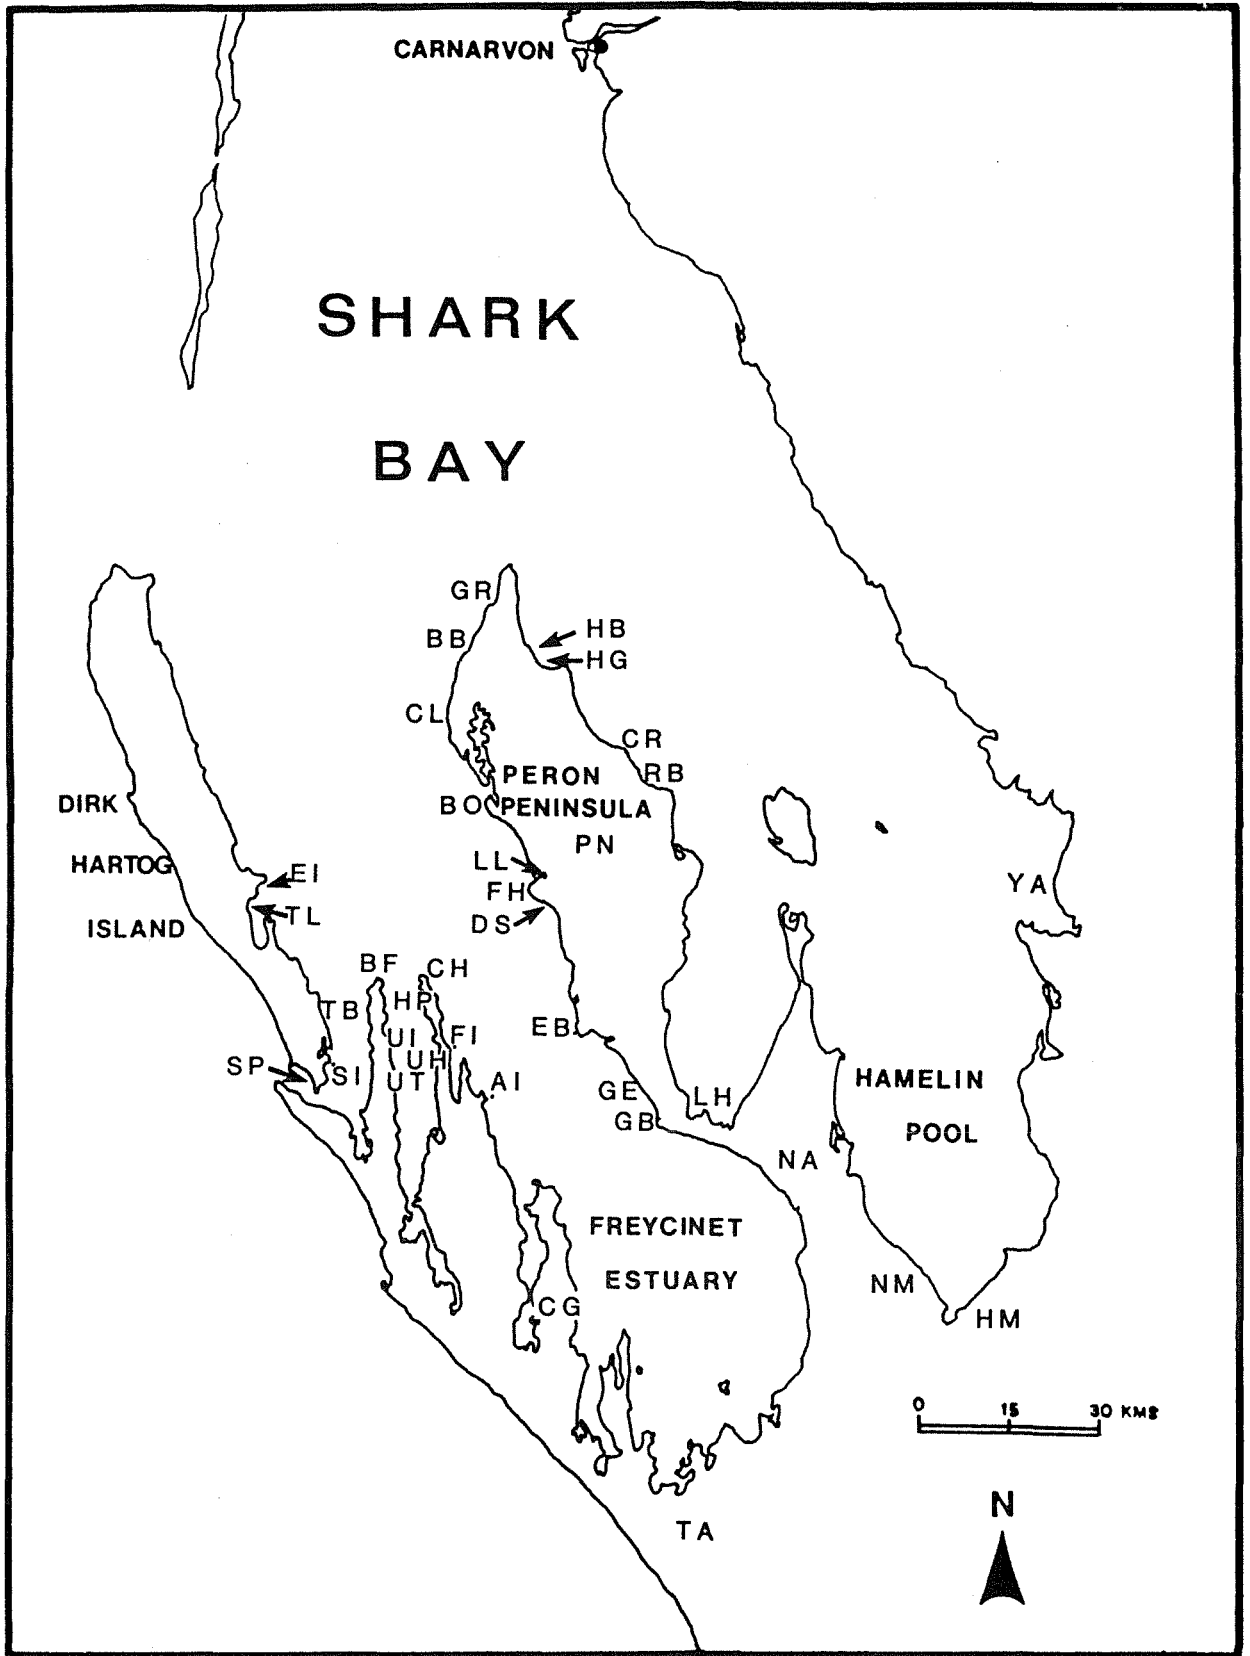 CARNARVON
SHARK
BAY
GR
HB
BB
HG
CL
CR
RB
PERON
DIRK
BO
PENINSULA
PN
HARTOG
LL
EI
FH
YA
TL
DS
ISLAND
BF
CH
HP
TB
EB
UI
FI
UH
SP
SI
UT
AI
HAMELIN
GE
LH
GB
POOL
NA
FREYCINET
ESTUARY
NM
CG
HM
0 15 30 KMS
N
TA